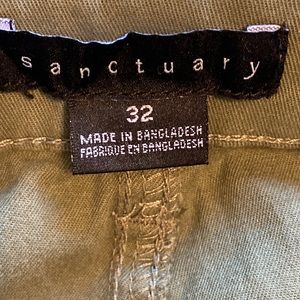 sanctuary
32
MADE IN BANGLADESH
FABRIQUE EN BANGLADESH